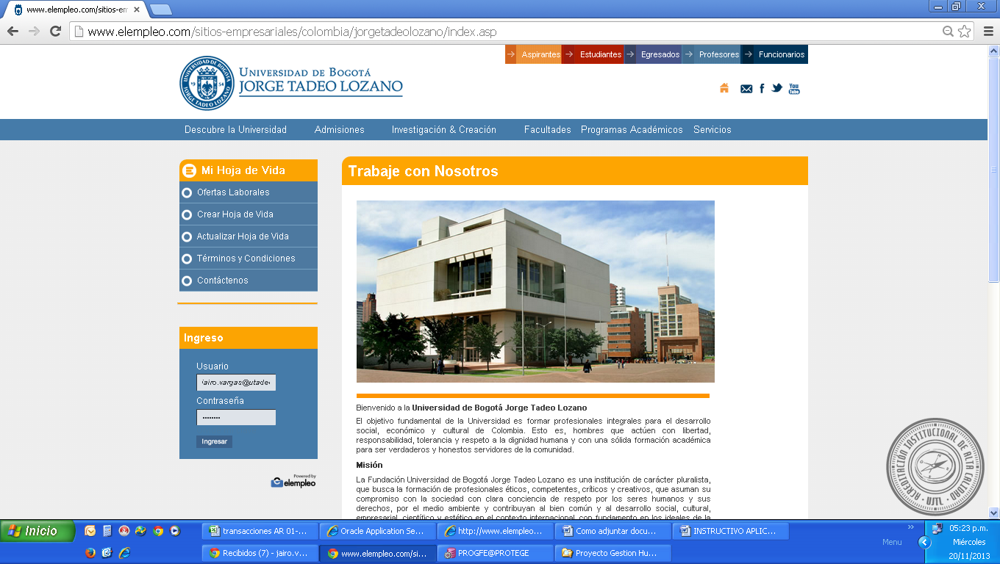 www.elempleo.com/sitios-em
www.elempleo.com/sitios-empresariales/colombia/jorgetadeolozano/index.asp
Aspirantes Estudiantes Egresados Profesores Funcionarios
UNIVERSIDAD DE BOGOTÁ
JORGE TADEO LOZANO
You
Tube
Descubre la Universidad Admisiones Investigación & Creación Facultades Programas Académicos Servicios
Mi Hoja de Vida
Ofertas Laborales
Crear Hoja de Vida
Actualizar Hoja de Vida
Términos y Condiciones
Contáctenos
Ingreso
Usuario
jairo.vargas@utade
Contraseña
Ingresar
Powered by
elempleo
Trabaje con Nosotros
Bienvenido a la Universidad de Bogotá Jorge Tadeo Lozano
El objetivo fundamental de la Universidad es formar profesionales integrales para el desarrollo
social, económico y cultural de Colombia. Esto es, hombres que actúen con libertad,
responsabilidad, tolerancia y respeto a la dignidad humana y con una sólida formación académica
para ser verdaderos y honestos servidores de la comunidad.
Misión
La Fundación Universidad de Bogotá Jorge Tadeo Lozano es una institución de carácter pluralista,
que busca la formación de profesionales éticos, competentes, críticos y creativos, que asuman su
compromiso con la sociedad con clara conciencia de respeto por los seres humanos y sus
derechos, por el medio ambiente y contribuyan al bien común y al desarrollo social, cultural,
empresarial, científico y estético en el contexto internacional, con fundamento en los ideales de la
ACREDITACIÓN INSTITUCIONAL DE ALTA CALIDAD
UJTL
Inicio
transacciones AR 01-...
Oracle Application Se...
http://www.elempleo...
Como adjuntar docu...
INSTRUCTIVO APLIC...
Recibidos (7) - jairo.v...
www.elempleo.com/si...
PROGFE@PROTEGE
Proyecto Gestion Hu...
Menu
05:23 p.m.
Miércoles
20/11/2013